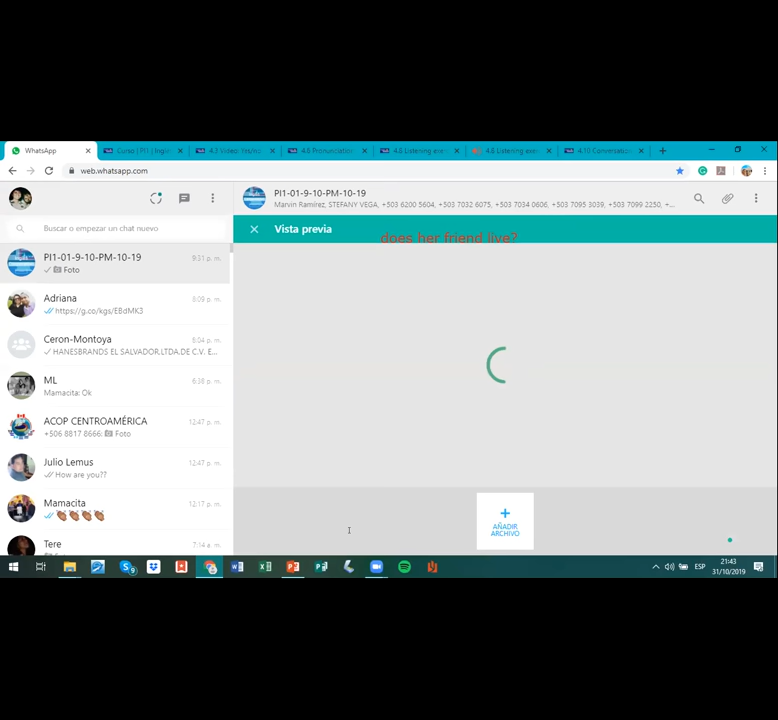 WhatsApp
Curso | PI1 | Inglé
4.3 Video: Yes/no
4.6 Pronunciation
4.8 Listening exe
4.8 Listening exe
4.10 Conversatio
web.whatsapp.com
PI1-01-9-10-PM-10-19
Marvin Ramírez, STEFANY VEGA, +503 6200 5604, +503 7032 6075, +503 7034 0606, +503 7095 3039, +503 7099 2250, +...
Buscar o empezar un chat nuevo
Vista previa
does her friend live?
PI1-01-9-10-PM-10-19
9:31 p. m.
Foto
Adriana
8:09 p. m.
https://g.co/kgs/EBdMK3
Ceron-Montoya
6:04 p. m.
HANESBRANDS EL SALVADOR,LTDA.DE C.V. E...
ML
6:38 p. m.
Mamacita: Ok
ACOP CENTROAMÉRICA
12:47 p. m.
+506 8817 8666: Foto
Julio Lemus
12:47 p. m.
How are you??
Mamacita
12:17 p. m.
Tere
7:14 a. m.
AÑADIR
ARCHIVO
ESP
21:43
31/10/2019